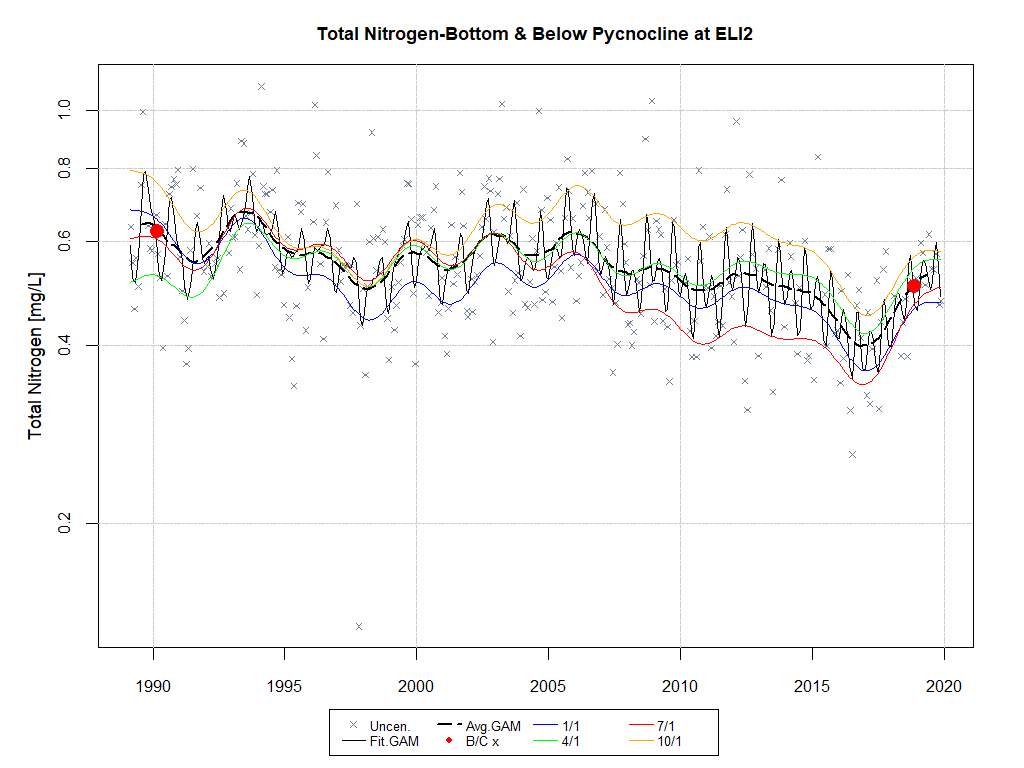 Total Nitrogen-Bottom & Below Pycnocline at ELI2
Total Nitrogen [mg/L]
1.0
0.8
0.6
0.4
0.2
1990 1995 2000 2005 2010 2015 2020
Uncen. Avg.GAM 1/1 7/1
Fit.GAM B/C x 4/1 10/1